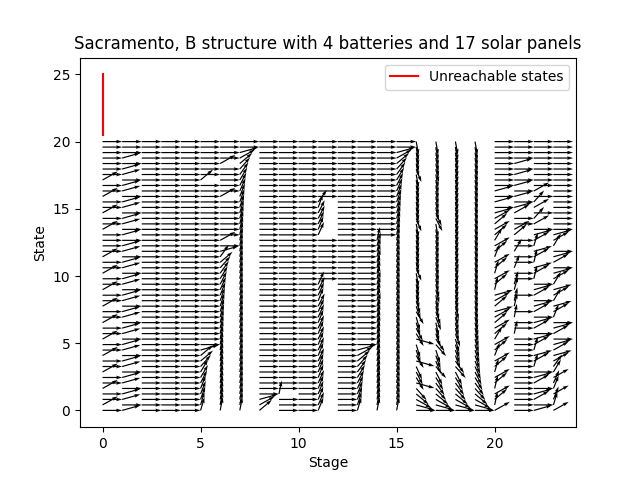 Sacramento, B structure with 4 batteries and 17 solar panels
Unreachable states
25
20
15
10
5
0
State
0 5 10 15 20
Stage